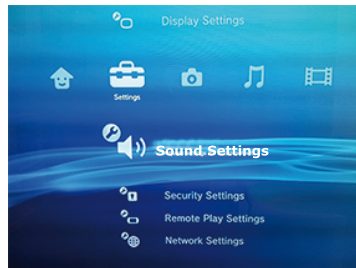 Display Settings
Settings
Sound Settings
Security Settings
Remote Play Settings
Network Settings